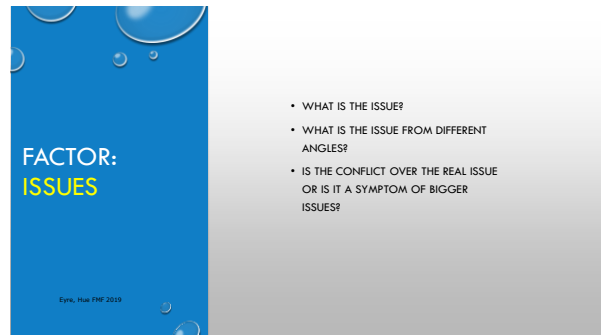 FACTOR:
ISSUES
Eyre, Hue FMF 2019
• WHAT IS THE ISSUE?
• WHAT IS THE ISSUE FROM DIFFERENT
ANGLES?
• IS THE CONFLICT OVER THE REAL ISSUE
OR IS IT A SYMPTOM OF BIGGER
ISSUES?